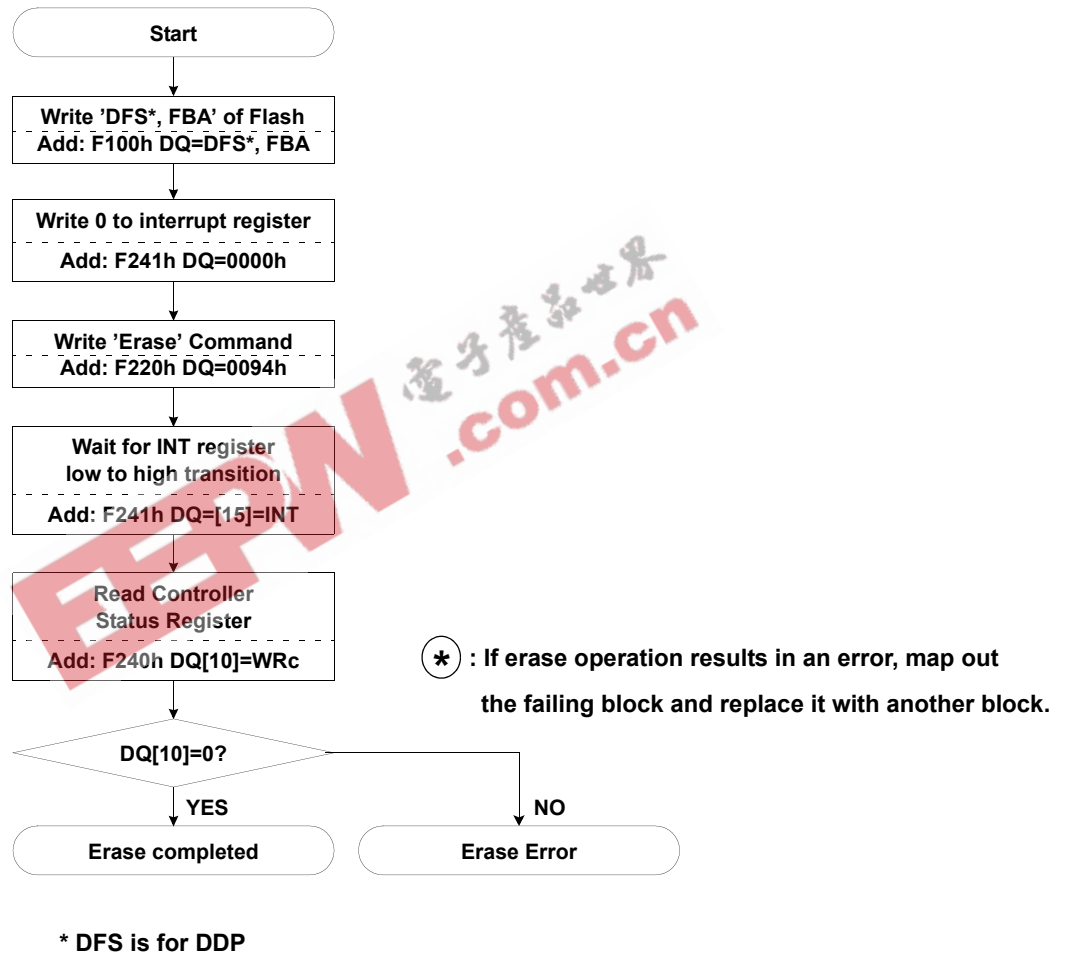 Start
Write ’DFS*, FBA’ of Flash
Add: F100h DQ=DFS*, FBA
Write 0 to interrupt register
Add: F241h DQ=0000h
Write ’Erase’ Command
Add: F220h DQ=0094h
Wait for INT register
low to high transition
Add: F241h DQ=[15]=INT
Read Controller
Status Register
Add: F240h DQ[10]=WRc
DQ[10]=0?
YES
NO
Erase completed
Erase Error
* : If erase operation results in an error, map out
the failing block and replace it with another block.
* DFS is for DDP
EEPW
電子產品世界
.com.cn